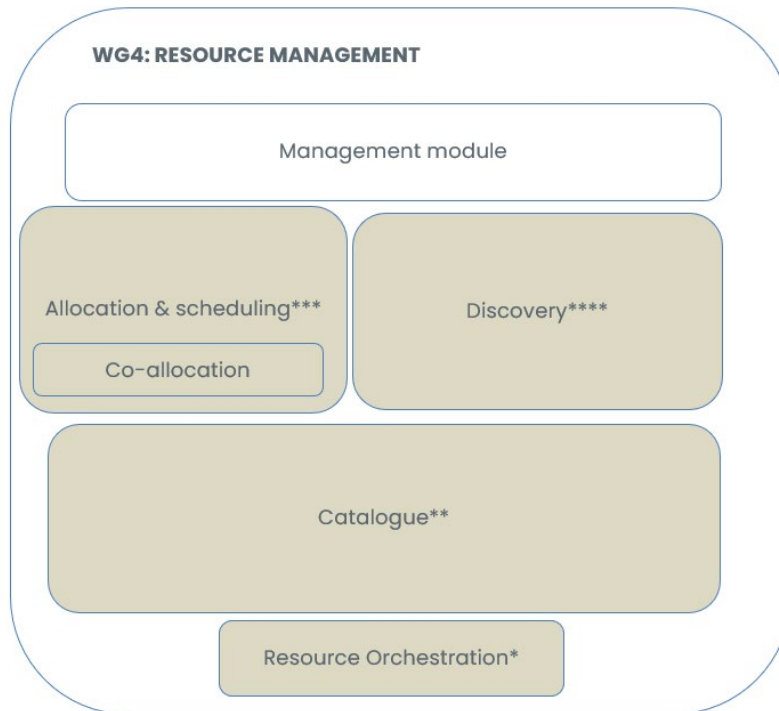 WG4: RESOURCE MANAGEMENT
Management module
Allocation & scheduling***
Co-allocation
Discovery****
Catalogue**
Resource Orchestration*